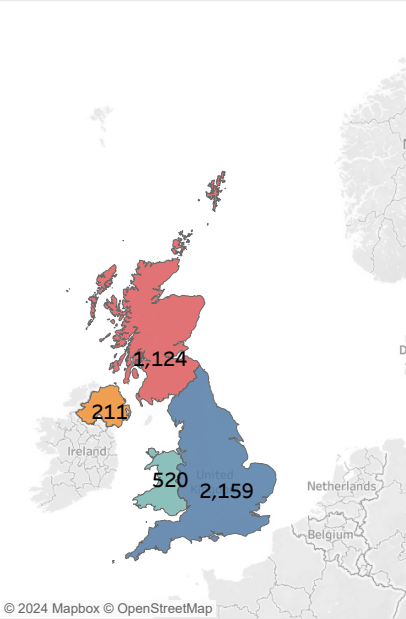 1,124
211
Ireland
520
United
2,159
Netherlands
Belgium
© 2024 Mapbox © OpenStreetMap